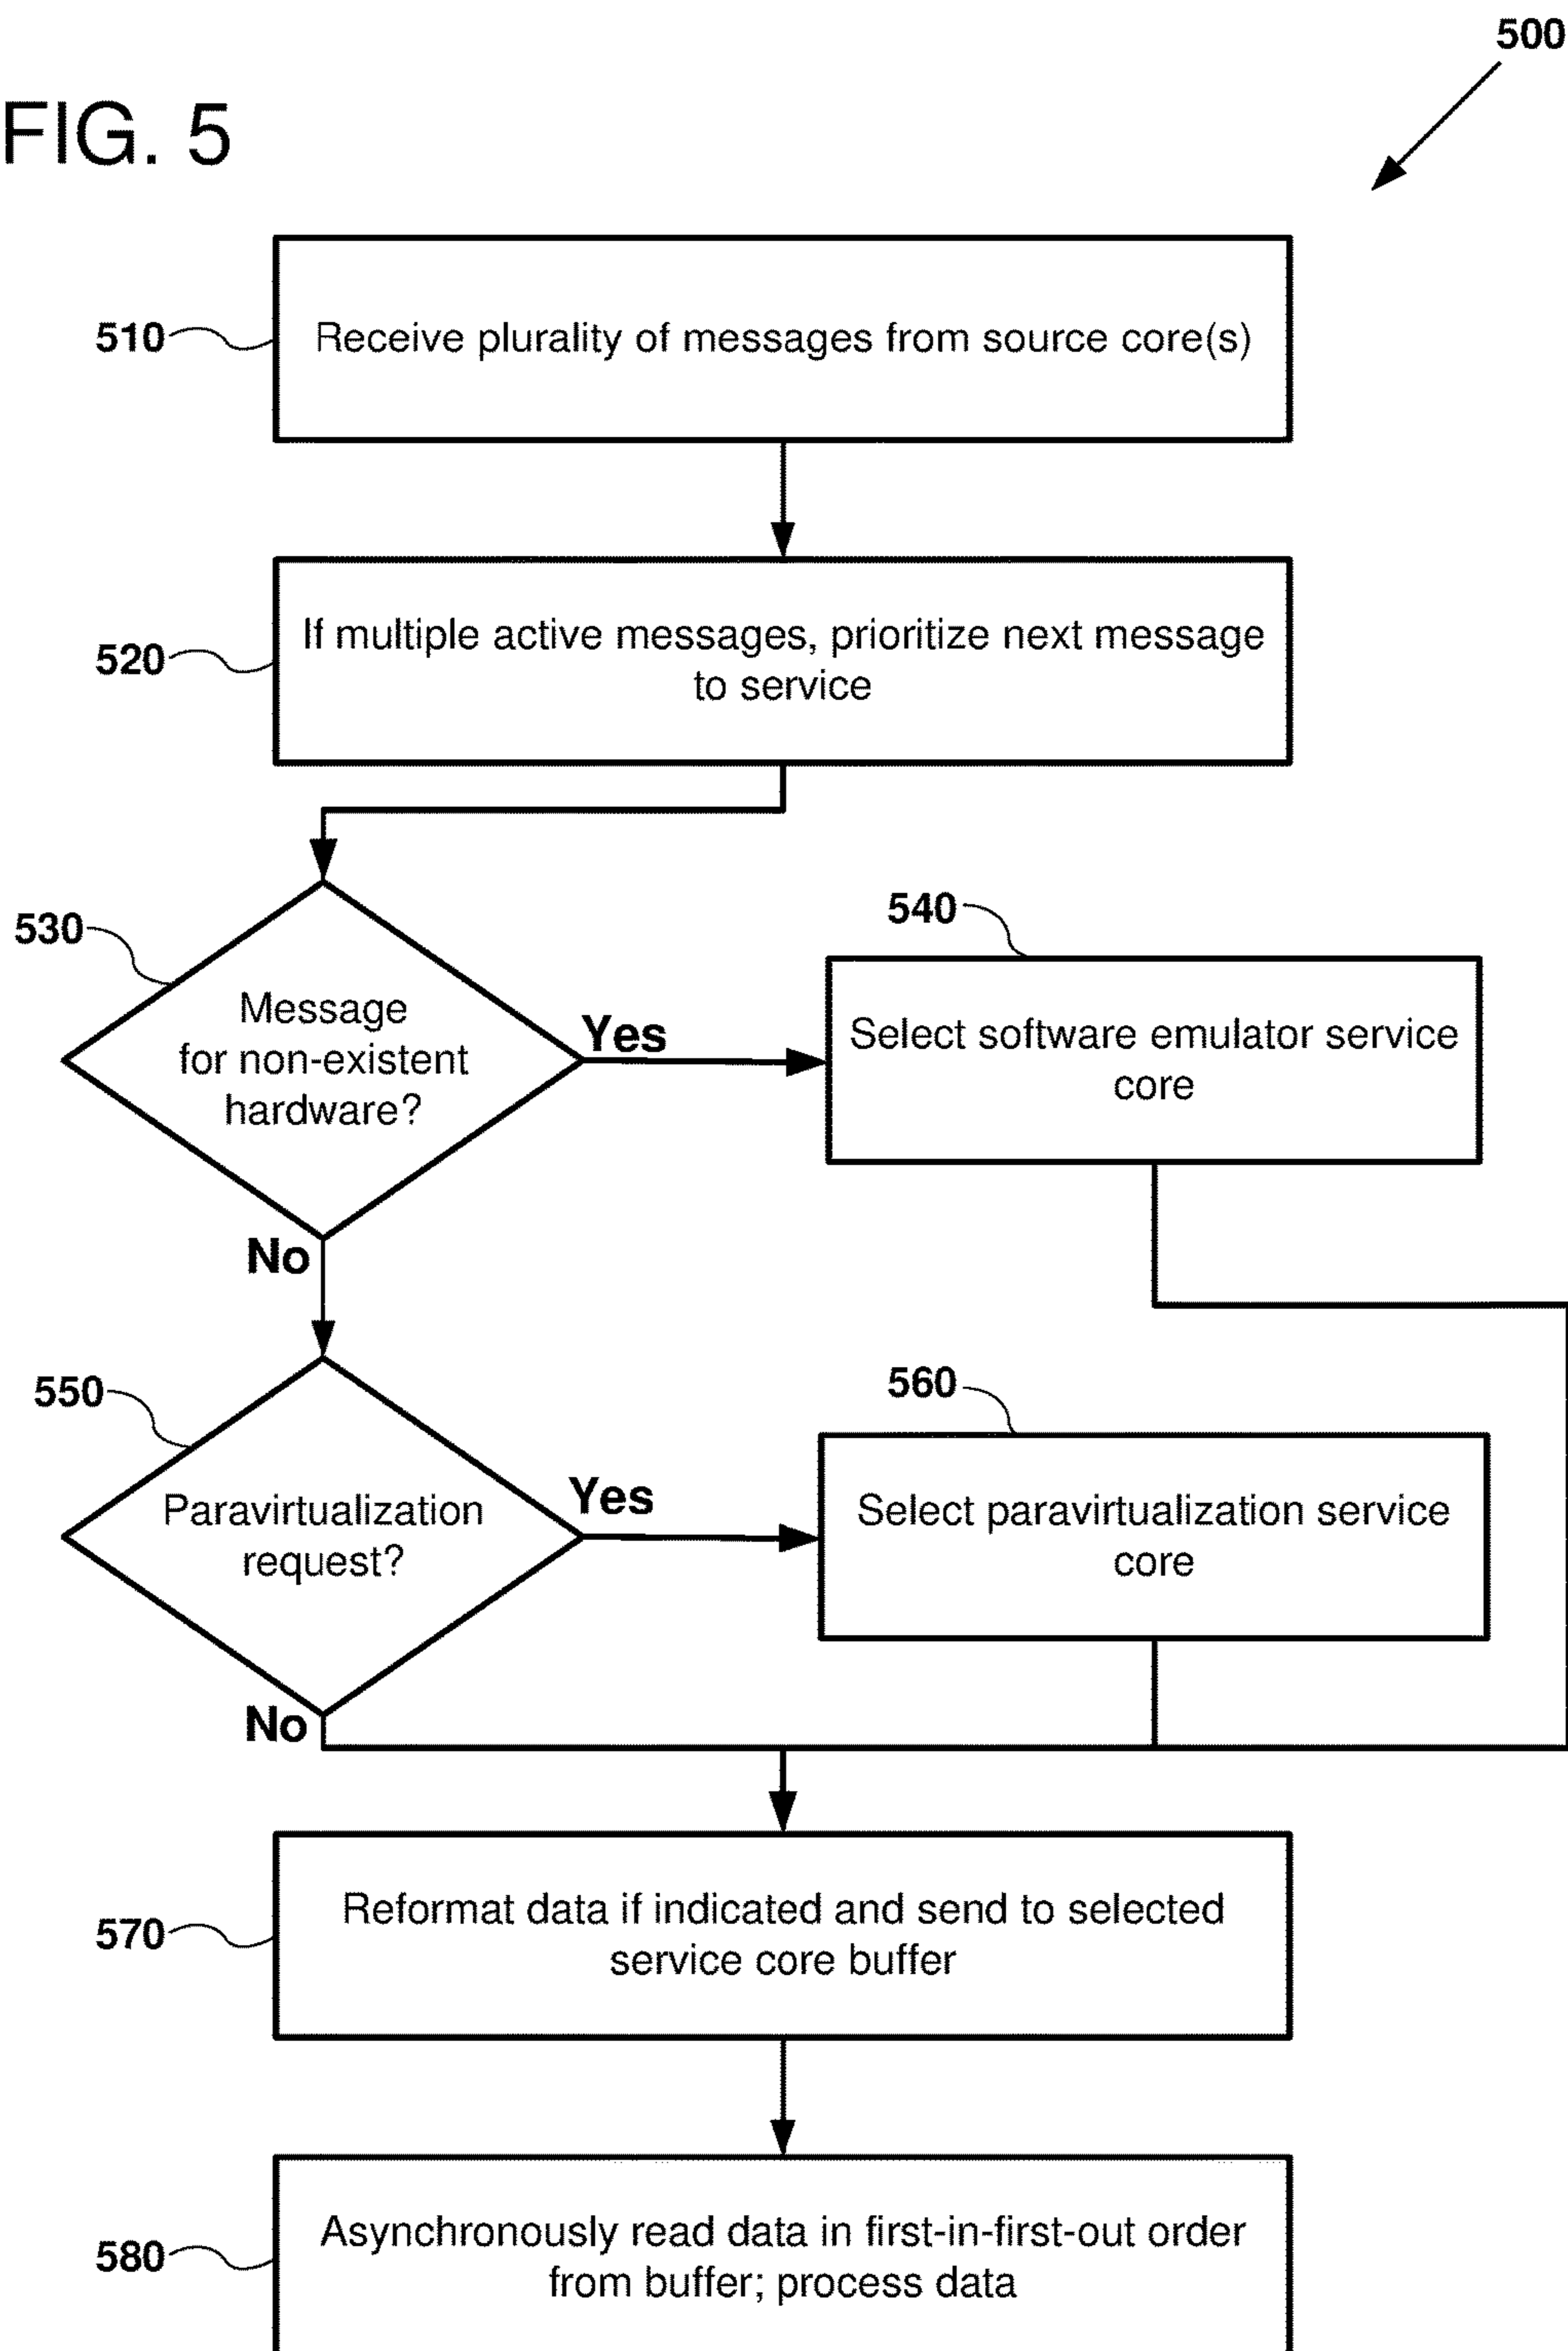 500
FIG. 5
510
Receive plurality of messages from source core(s)
520
If multiple active messages, prioritize next message
to service
530
Message
for non-existent
hardware?
Yes
540
Select software emulator service
core
No
550
Paravirtualization
request?
Yes
560
Select paravirtualization service
core
No
570
Reformat data if indicated and send to selected
service core buffer
580
Asynchronously read data in first-in-first-out order
from buffer; process data